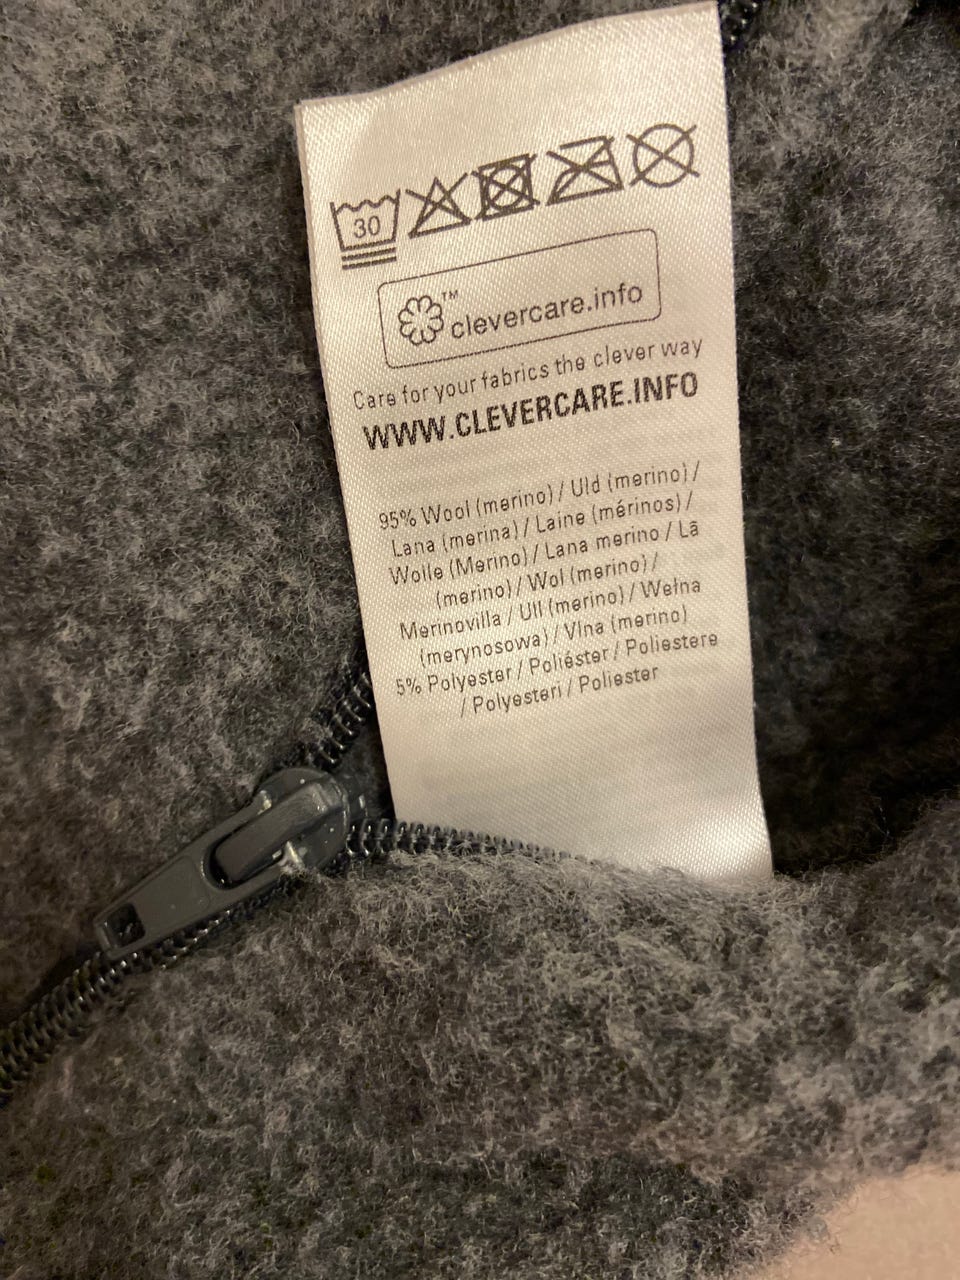 30
™
clevercare.info
Care for your fabrics the clever way
WWW.CLEVERCARE.INFO
95% Wool (merino) / Uld (merino) /
Lana (merina) / Laine (mérinos) /
Wolle (Merino) / Lana merino / Lã
(merino) / Wol (merino) /
Merinovilla / Ull (merino) / Wełna
(merynosowa) / Vlna (merino)
5% Polyester / Poliéster / Poliestere
/ Polyesteri / Poliester